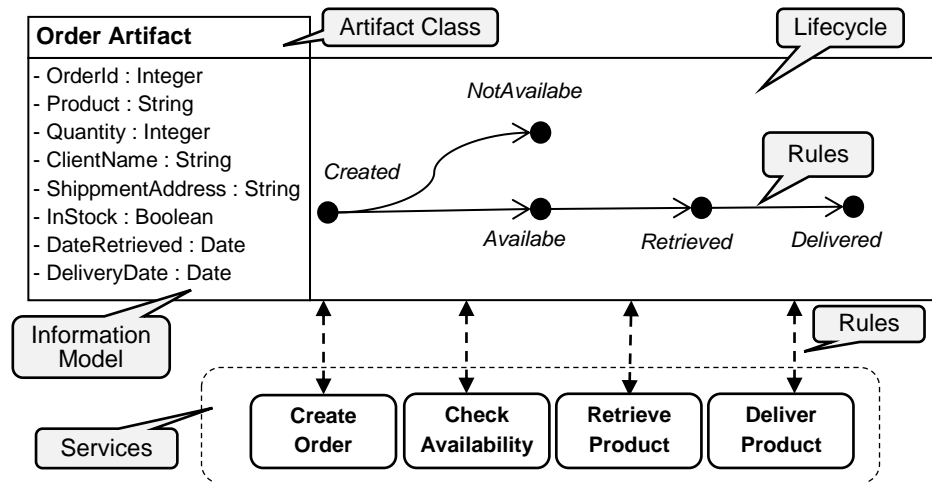 Order Artifact
Artifact Class
Lifecycle
- OrderId : Integer
- Product : String
- Quantity : Integer
- ClientName : String
- ShippmentAddress : String
- InStock : Boolean
- DateRetrieved : Date
- DeliveryDate : Date
NotAvailabe
Created
Rules
Availabe
Retrieved
Delivered
Information
Model
Rules
Services
Create
Order
Check
Availability
Retrieve
Product
Deliver
Product